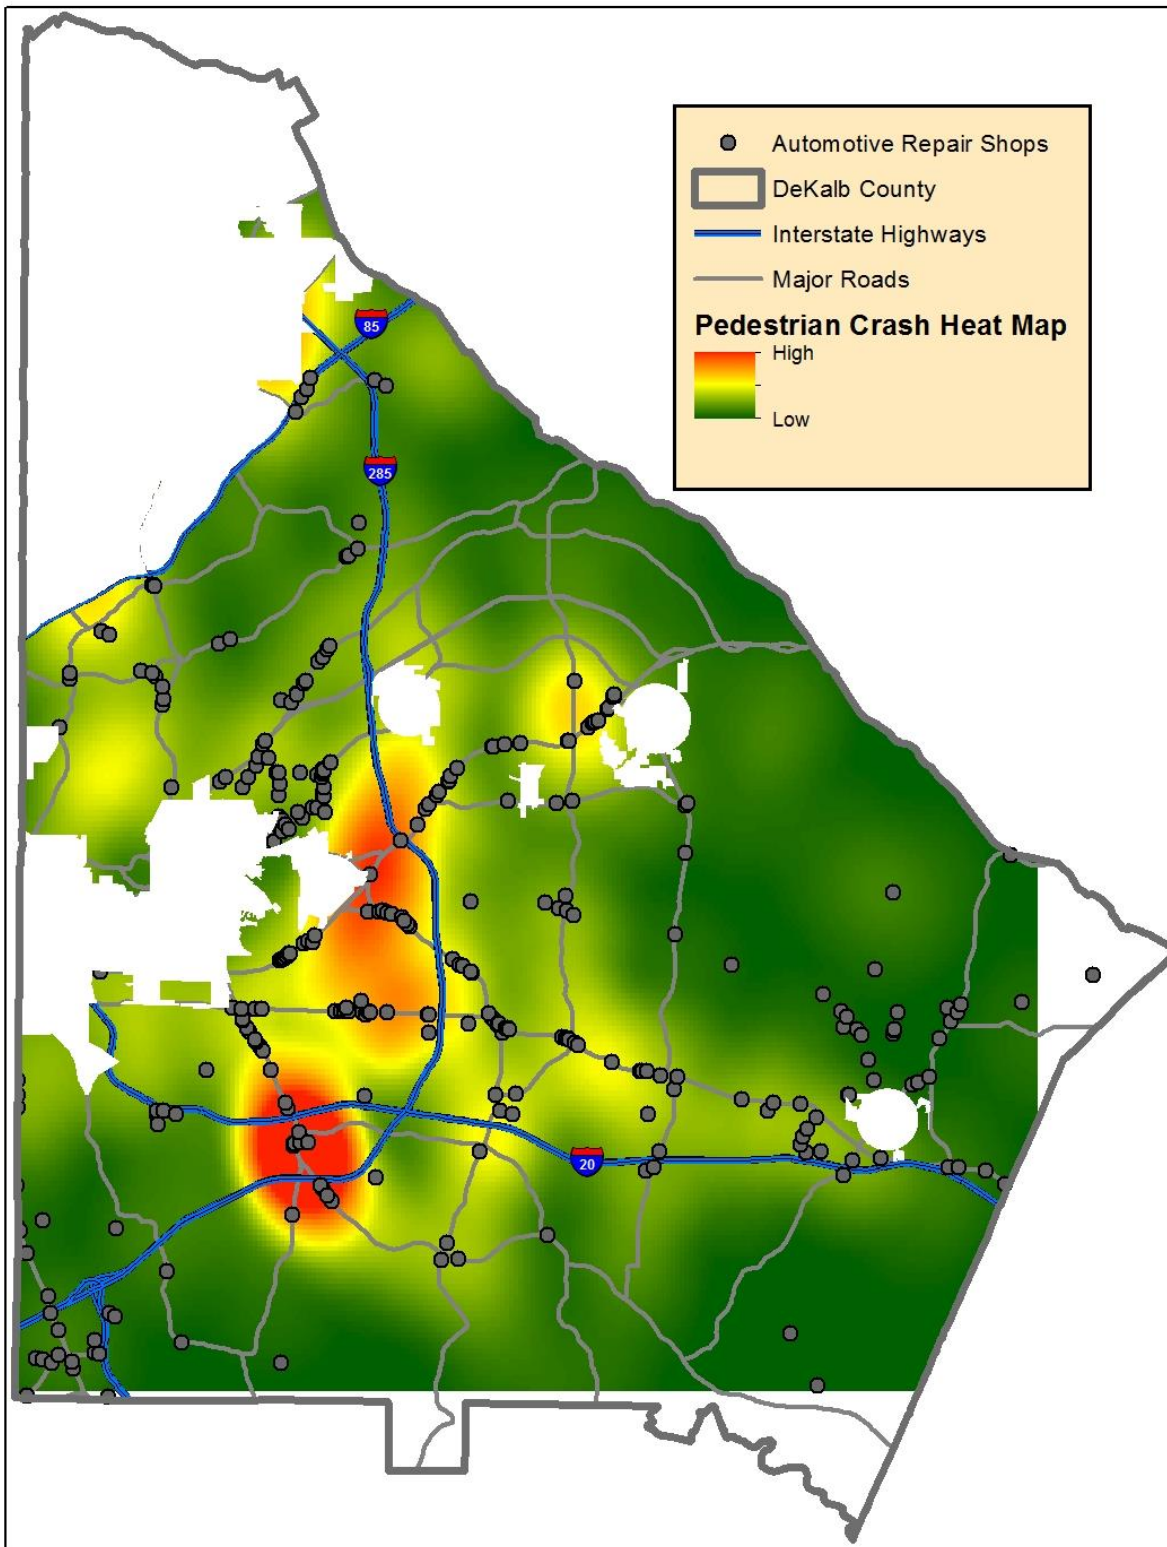 Automotive Repair Shops
DeKalb County
Interstate Highways
Major Roads
Pedestrian Crash Heat Map
High
Low
85
285
20